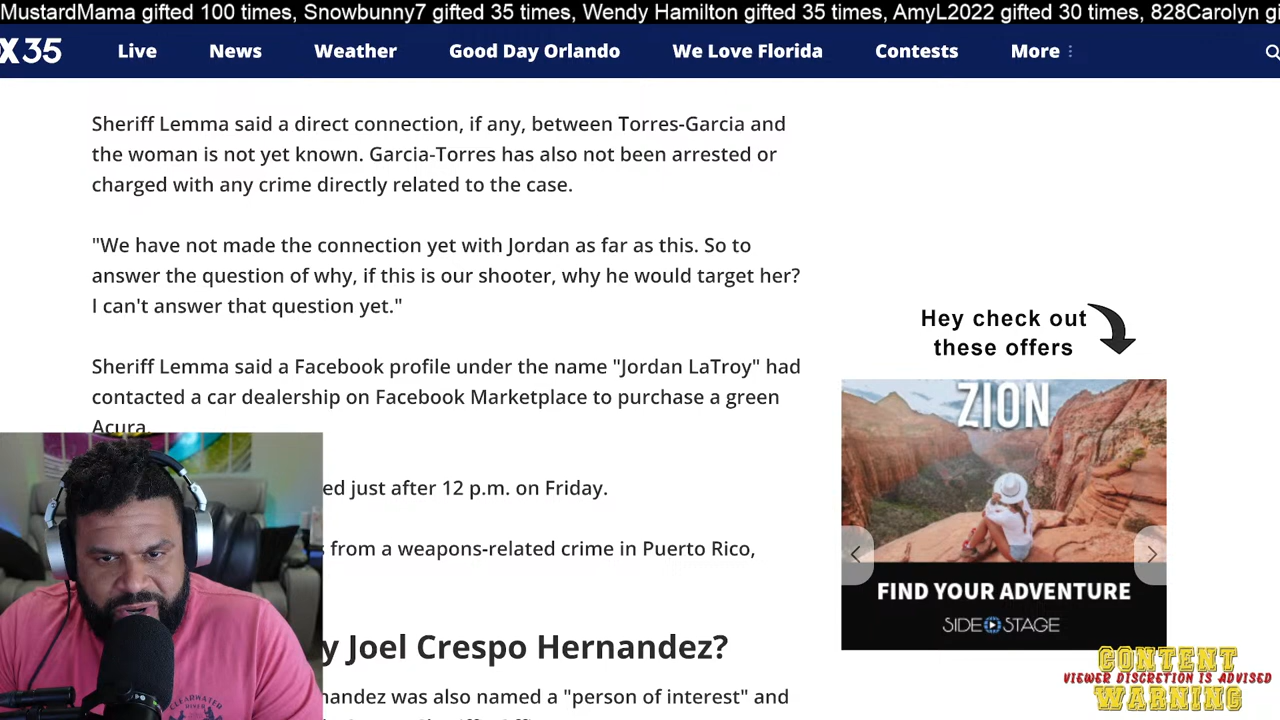 MustardMama gifted 100 times, Snowbunny7 gifted 35 times, Wendy Hamilton gifted 35 times, AmyL2022 gifted 30 times, 828Carolyn gi
X 35 Live News Weather Good Day Orlando We Love Florida Contests More
Sheriff Lemma said a direct connection, if any, between Torres-Garcia and
the woman is not yet known. Garcia-Torres has also not been arrested or
charged with any crime directly related to the case.
"We have not made the connection yet with Jordan as far as this. So to
answer the question of why, if this is our shooter, why he would target her?
I can't answer that question yet."
Sheriff Lemma said a Facebook profile under the name "Jordan LaTroy" had
contacted a car dealership on Facebook Marketplace to purchase a green
Acura.
ed just after 12 p.m. on Friday.
s from a weapons-related crime in Puerto Rico,
y Joel Crespo Hernandez?
nandez was also named a "person of interest" and
Hey check out
these offers
ZION
FIND YOUR ADVENTURE
SIDE STAGE
CLEARWATER
CONTENT
VIEWER DISCRETION IS ADVISED
WARNING